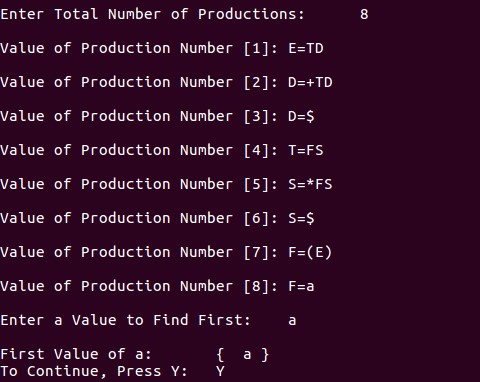 Enter Total Number of Productions:      8
Value of Production Number [1]: E=TD
Value of Production Number [2]: D=+TD
Value of Production Number [3]: D=$
Value of Production Number [4]: T=FS
Value of Production Number [5]: S=*FS
Value of Production Number [6]: S=$
Value of Production Number [7]: F=(E)
Value of Production Number [8]: F=a
Enter a Value to Find First:    a
First Value of a:       {  a }
To Continue, Press Y:   Y